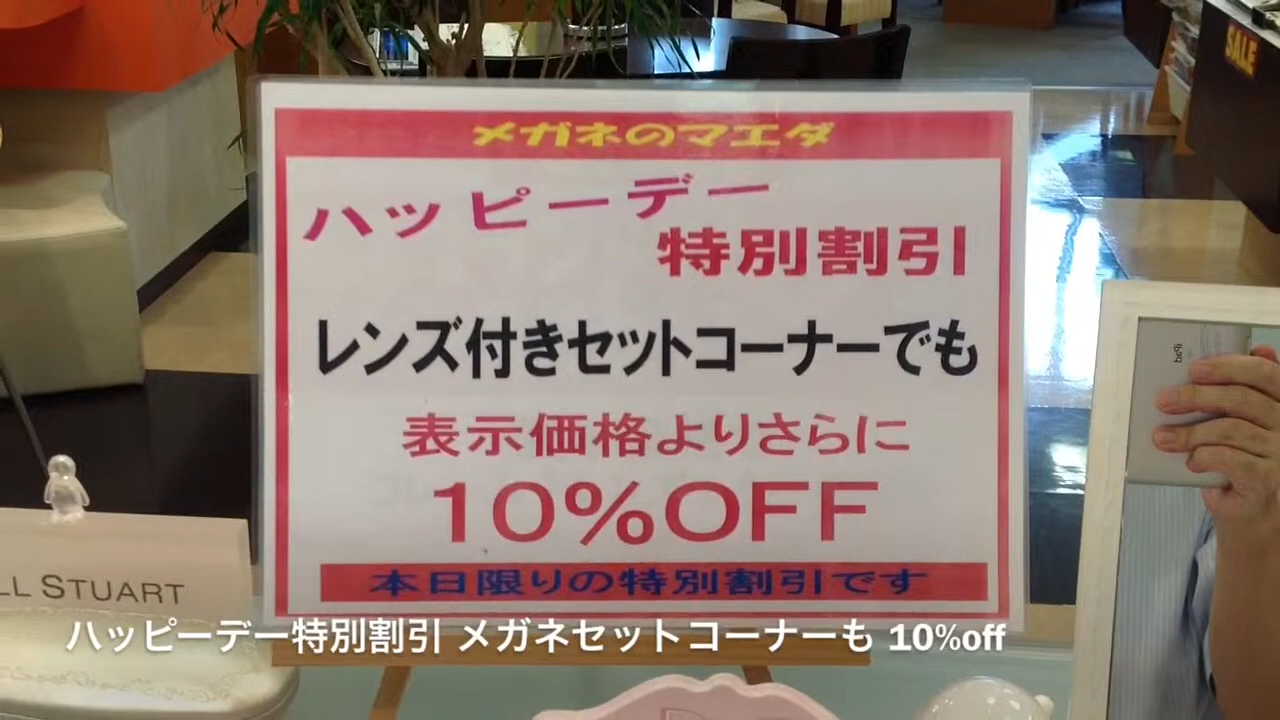 SALE
メガネのマエダ
ハッピーデー
特別割引
レンズ付きセットコーナーでも
表示価格よりさらに
10%OFF
本日限りの特別割引です
iPad
LL STUART
ハッピーデー特別割引 メガネセットコーナーも 10%off